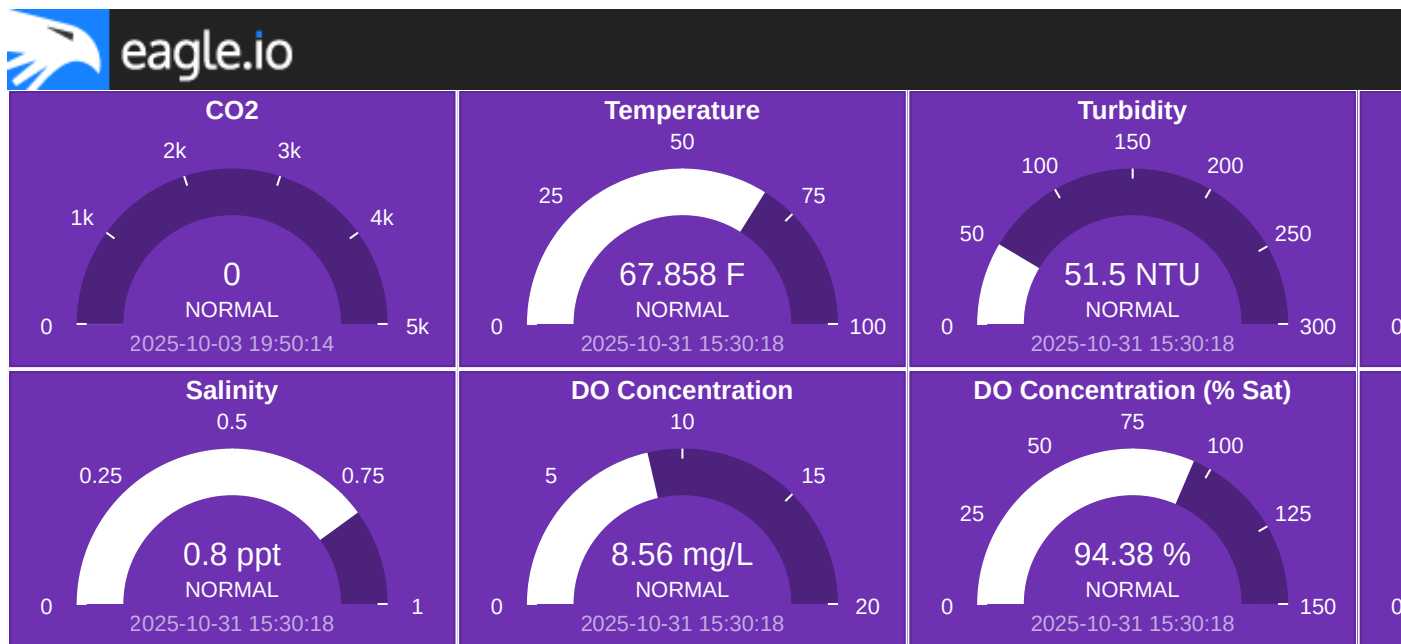 eagle.io
CO2
2k 3k
1k 4k
0
NORMAL
0 5k
2025-10-03 19:50:14
Temperature
50
25 75
67.858 F
NORMAL
0 100
2025-10-31 15:30:18
Turbidity
150
100 200
50 250
51.5 NTU
NORMAL
0 300
2025-10-31 15:30:18
0
Salinity
0.5
0.25 0.75
0.8 ppt
NORMAL
0 1
2025-10-31 15:30:18
DO Concentration
10
5 15
8.56 mg/L
NORMAL
0 20
2025-10-31 15:30:18
DO Concentration (% Sat)
75
50 100
25 125
94.38 %
NORMAL
0 150
2025-10-31 15:30:18
0